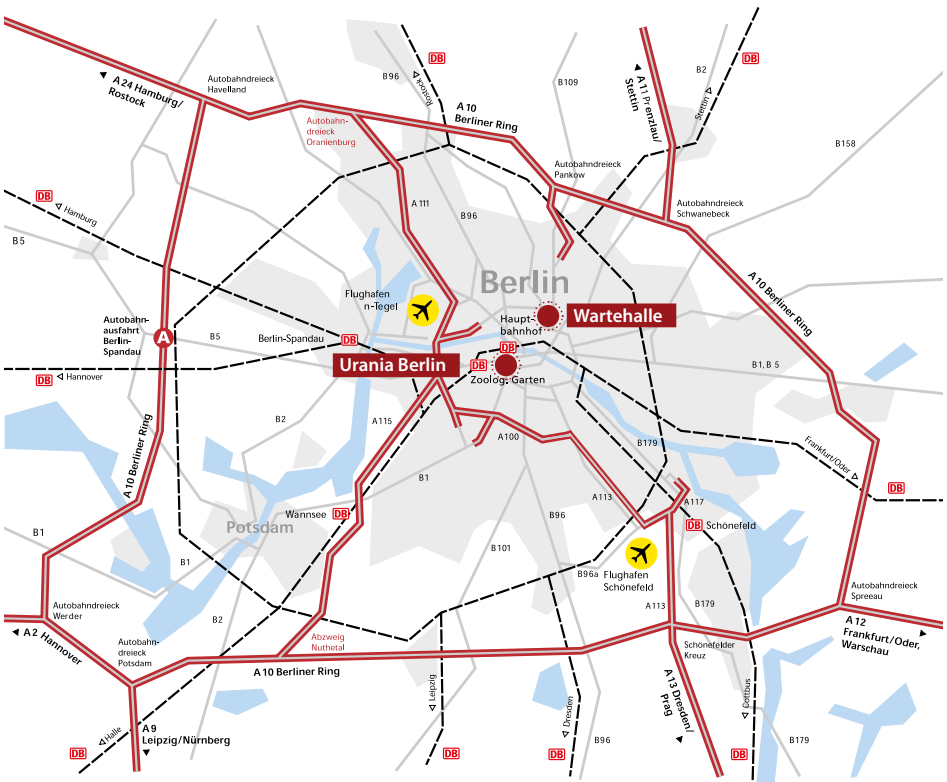 DB
DB
B96
Rostock
A 24 Hamburg/
Rostock
Autobahndreieck
Havelland
A 10
Berliner Ring
B109
A 11 Prenzlau/
Stettin
B2
Stettin
B158
Autobahn-
dreieck
Oranienburg
Autobahndreieck
Pankow
Autobahndreieck
Schwanebeck
DB
Hamburg
A 111
B96
B5
Berlin
A 10 Berliner Ring
Flughafen
n-Tegel
Haupt-
bahnhof
Wartehalle
Autobahn-
ausfahrt
Berlin-
Spandau
A
B5
Berlin-Spandau
DB
DB
DB
Urania Berlin
Zoolog. Garten
B1, B 5
DB
Hannover
B2
A115
A100
B179
Frankfurt/Oder
DB
A 10 Berliner Ring
B1
Wannsee
DB
A113
A117
B96
DB
Schönefeld
Potsdam
B1
B1
B101
B96a
Flughafen
Schönefeld
Autobahndreieck
Spreeau
Autobahndreieck
Werder
B2
A113
B179
A 2 Hannover
Autobahn-
dreieck
Potsdam
Abzweig
Nuthetal
A 10 Berliner Ring
Schönefelder
Kreuz
A 12
Frankfurt/Oder,
Warschau
A 9
Leipzig/Nürnberg
Halle
Leipzig
Dresden
A 13 Dresden/
Prag
Cottbus
B96
B179
DB
DB
DB
DB